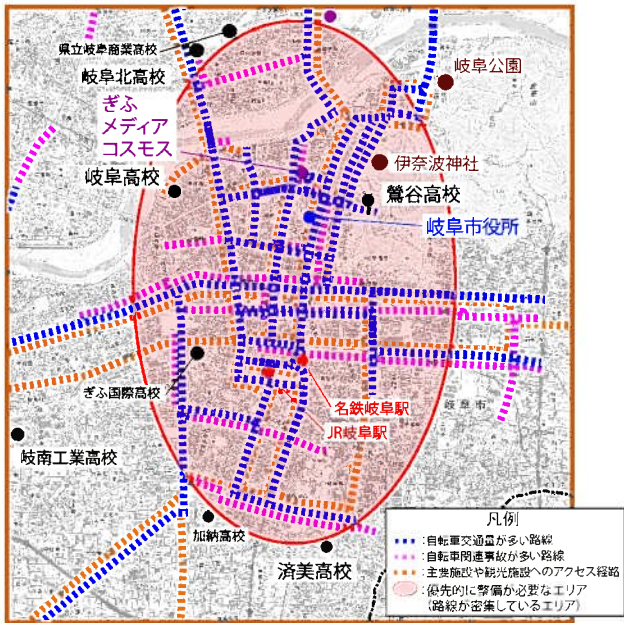 県立岐阜商業高校
岐阜北高校
岐阜公園
ぎふ
メディア
コスモス
伊奈波神社
岐阜高校
鶯谷高校
岐阜市役所
ぎふ国際高校
名鉄岐阜駅
岐阜市
JR岐阜駅
岐南工業高校
加納高校
済美高校
凡例
:自転車交通量が多い路線
:自転車関連事故が多い路線
:主要施設や観光施設へのアクセス経路
:優先的に整備が必要なエリア
(路線が密集しているエリア)